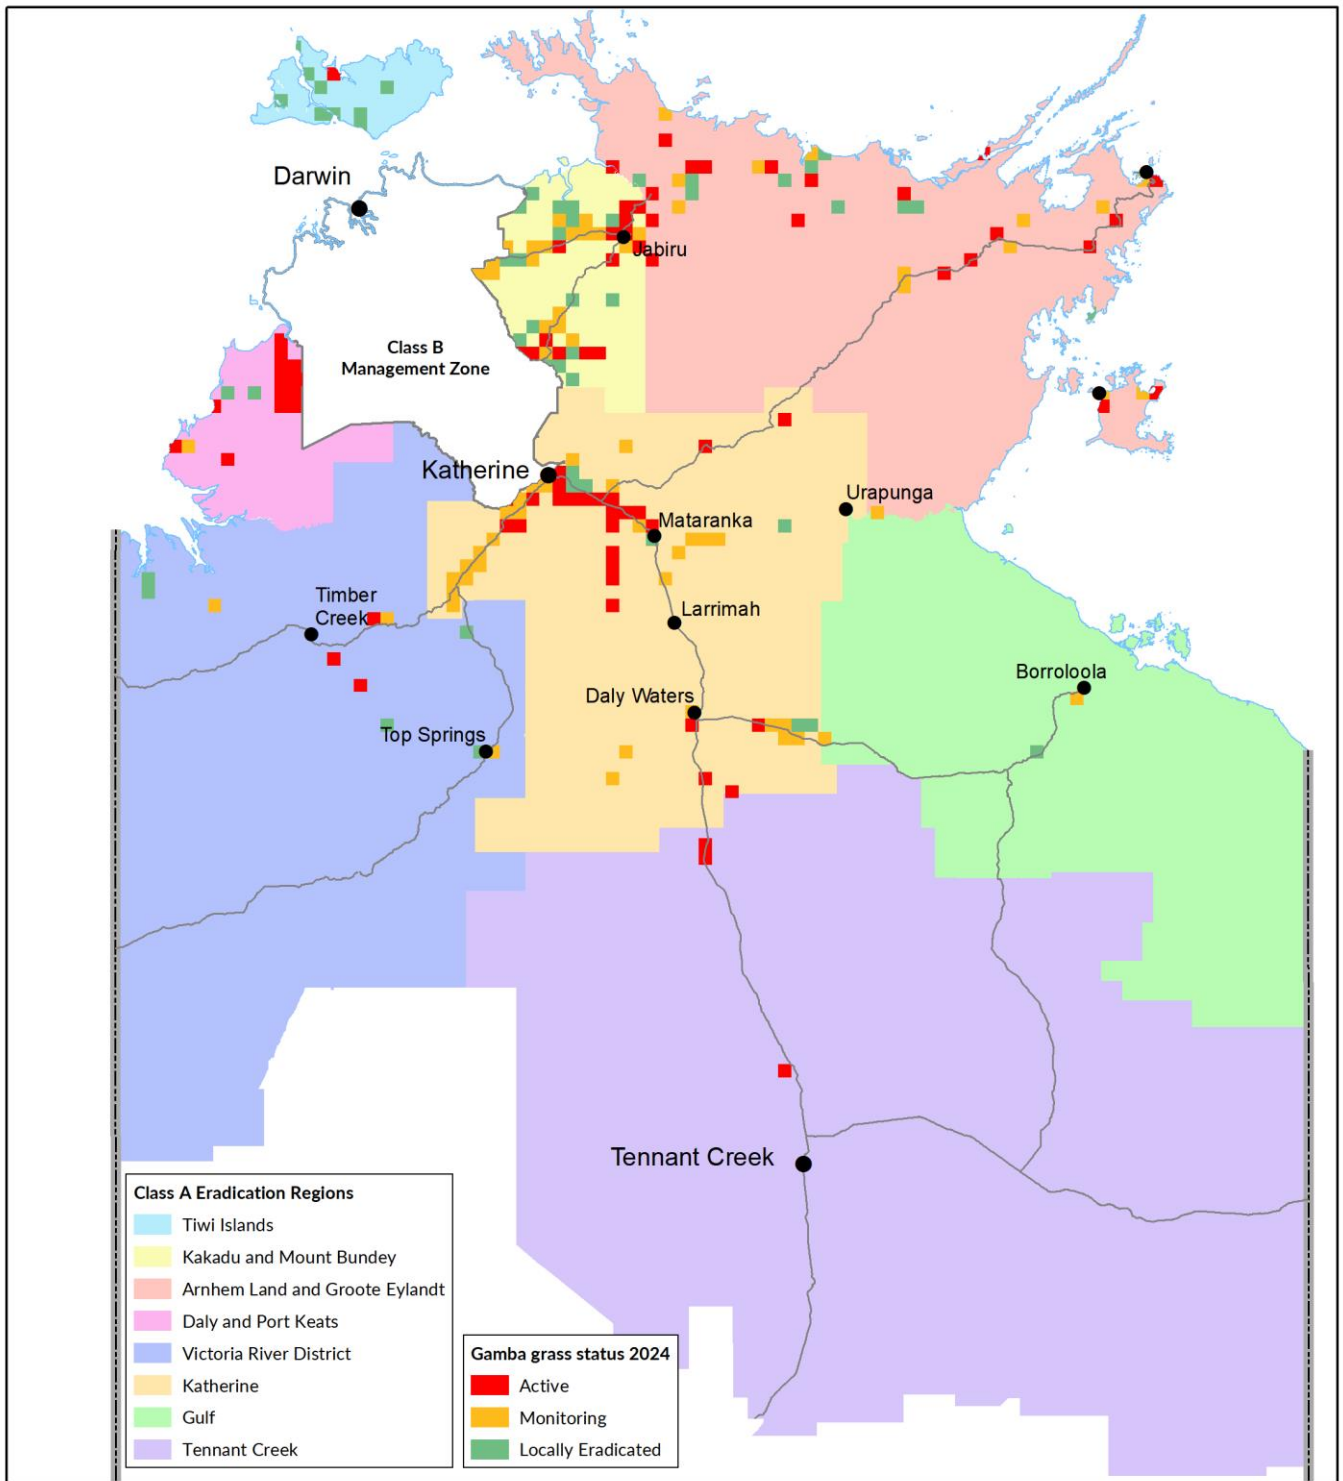 Darwin
Jabiru
Class B
Management Zone
Katherine
Urapunga
Mataranka
Timber
Creek
Larrimah
Borroloola
Daly Waters
Top Springs
Tennant Creek
Class A Eradication Regions
Tiwi Islands
Kakadu and Mount Bundey
Arnhem Land and Groote Eylandt
Daly and Port Keats
Victoria River District
Katherine
Gulf
Tennant Creek
Gamba grass status 2024
Active
Monitoring
Locally Eradicated